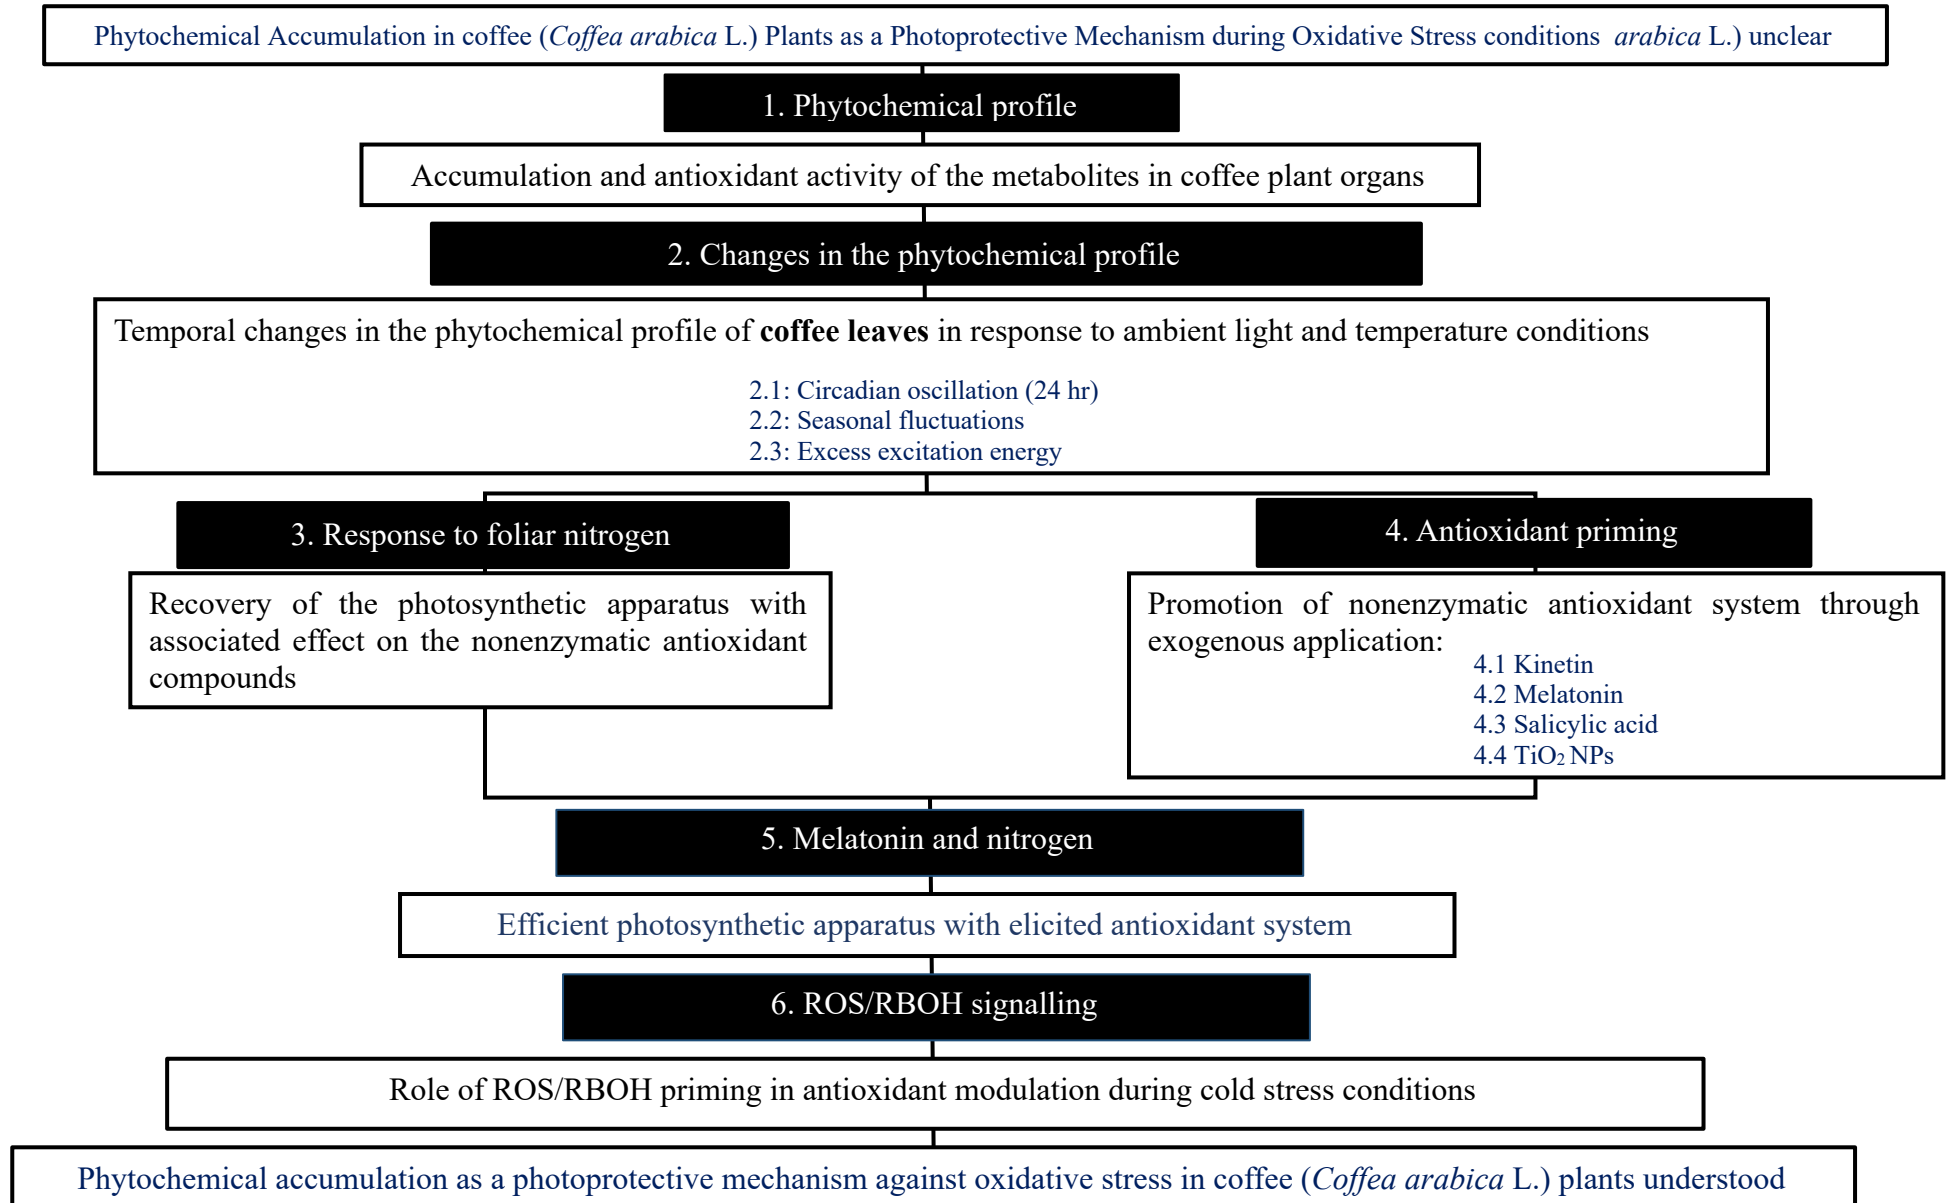 Phytochemical Accumulation in coffee (Coffea arabica L.) Plants as a Photoprotective Mechanism during Oxidative Stress conditions arabica L.) unclear
1. Phytochemical profile
Accumulation and antioxidant activity of the metabolites in coffee plant organs
2. Changes in the phytochemical profile
Temporal changes in the phytochemical profile of coffee leaves in response to ambient light and temperature conditions
2.1: Circadian oscillation (24 hr)
2.2: Seasonal fluctuations
2.3: Excess excitation energy
3. Response to foliar nitrogen
Recovery of the photosynthetic apparatus with
associated effect on the nonenzymatic antioxidant
compounds
4. Antioxidant priming
Promotion of nonenzymatic antioxidant system through
exogenous application:
4.1 Kinetin
4.2 Melatonin
4.3 Salicylic acid
4.4 TiO₂ NPs
5. Melatonin and nitrogen
Efficient photosynthetic apparatus with elicited antioxidant system
6. ROS/RBOH signalling
Role of ROS/RBOH priming in antioxidant modulation during cold stress conditions
Phytochemical accumulation as a photoprotective mechanism against oxidative stress in coffee (Coffea arabica L.) plants understood